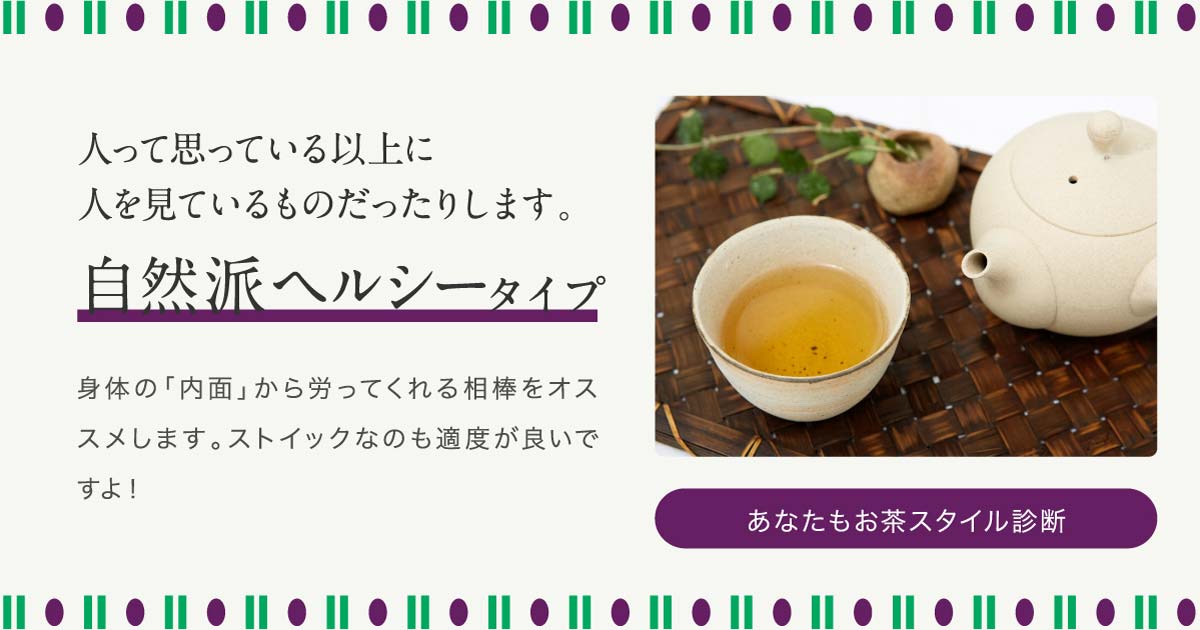 人って思っている以上に
人を見ているものだったりします。
自然派ヘルシータイプ
身体の「内面」から労ってくれる相棒をオス
スメします。ストイックなのも適度が良いで
すよ！
あなたもお茶スタイル診断